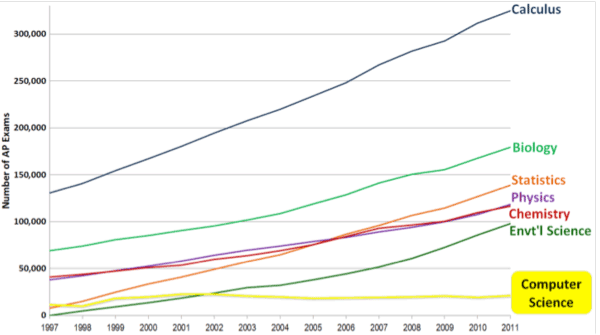 Calculus
300,000
250,000
200,000
Number of AP Exams
Biology
150,000
Statistics
Physics
Chemistry
100,000
Envt'l Science
50,000
Computer
Science
0
1997 1998 1999 2000 2001 2002 2003 2004 2005 2006 2007 2008 2009 2010 2011